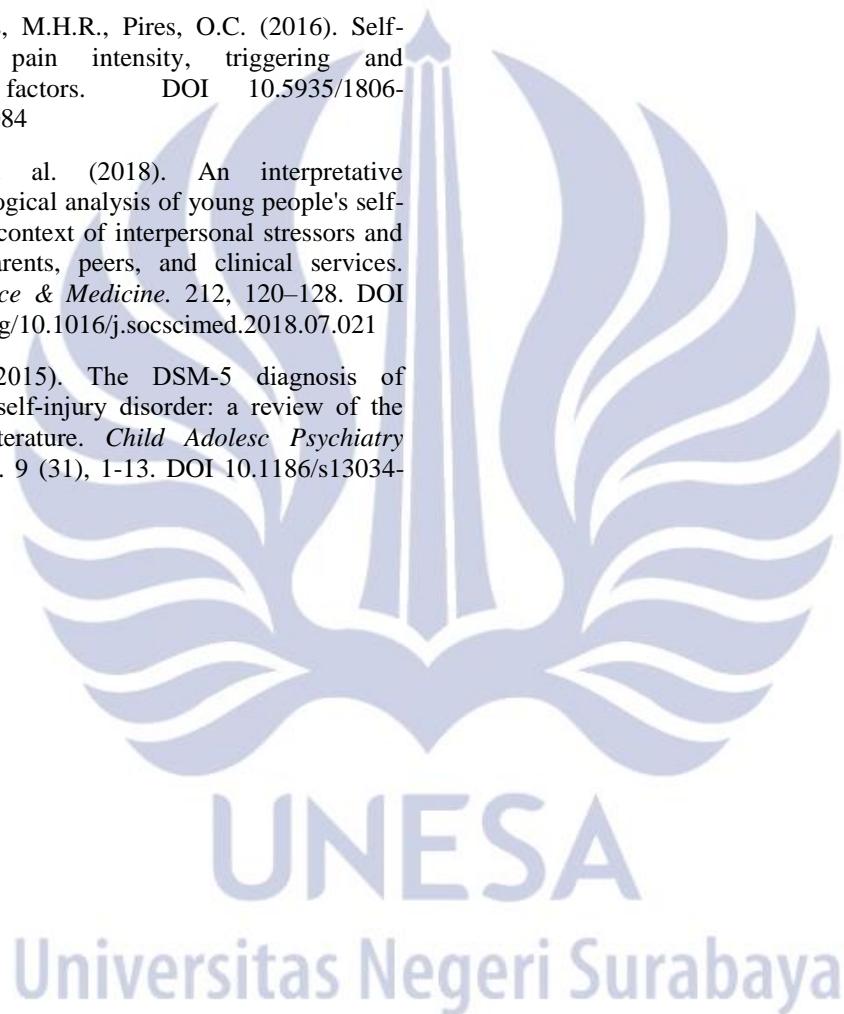 , M.H.R., Pires, O.C. (2016). Self-
pain intensity, triggering and
factors. DOI 10.5935/1806-
84
al. (2018). An interpretative
ogical analysis of young people's self-
context of interpersonal stressors and
arents, peers, and clinical services.
ce & Medicine. 212, 120–128. DOI
g/10.1016/j.socscimed.2018.07.021
2015). The DSM-5 diagnosis of
self-injury disorder: a review of the
terature. Child Adolesc Psychiatry
. 9 (31), 1-13. DOI 10.1186/s13034-
UNESA
Universitas Negeri Surabaya